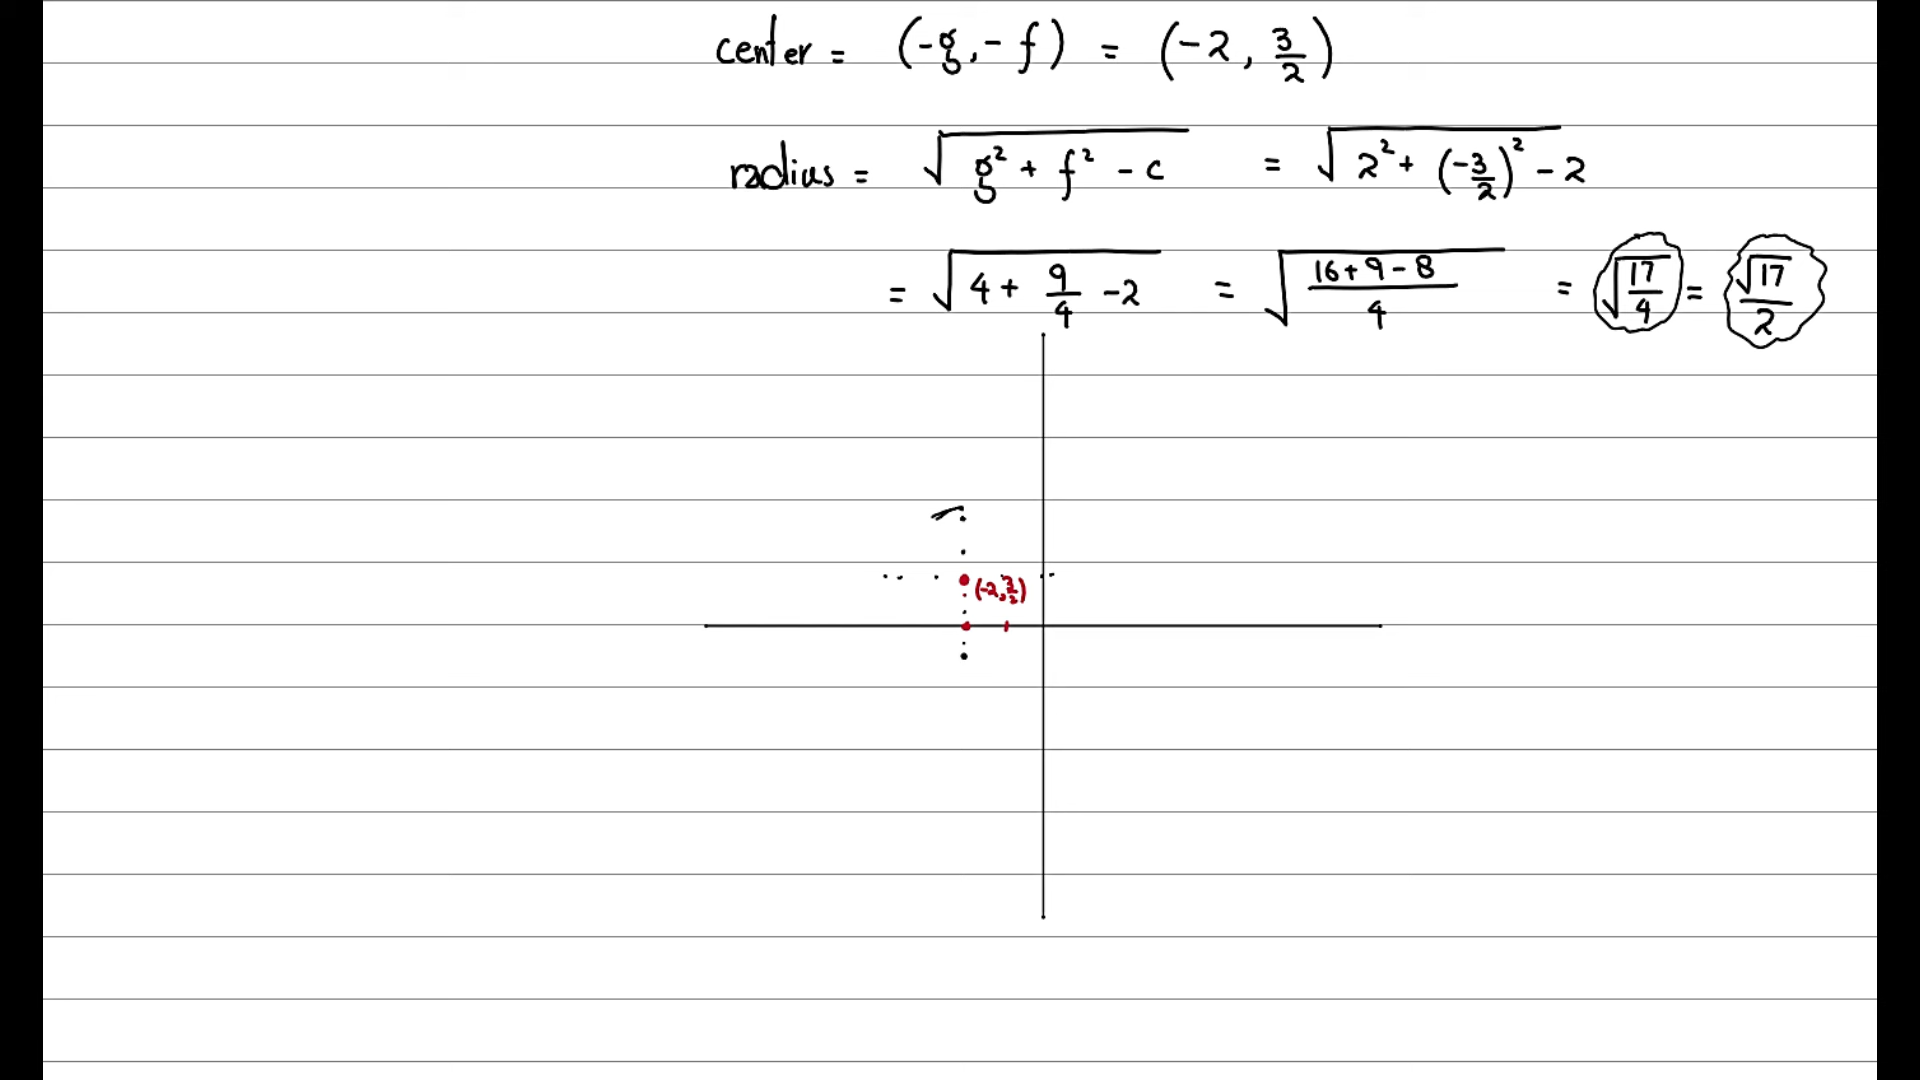 center = (-g, -f) = (-2, 3/2)
radius = √(g² + f² - c) = √(2² + (-3/2)² - 2)
= √(4 + 9/4 - 2) = √((16+9-8)/4) = √(17/4) = √17/2
(-2, 3/2)